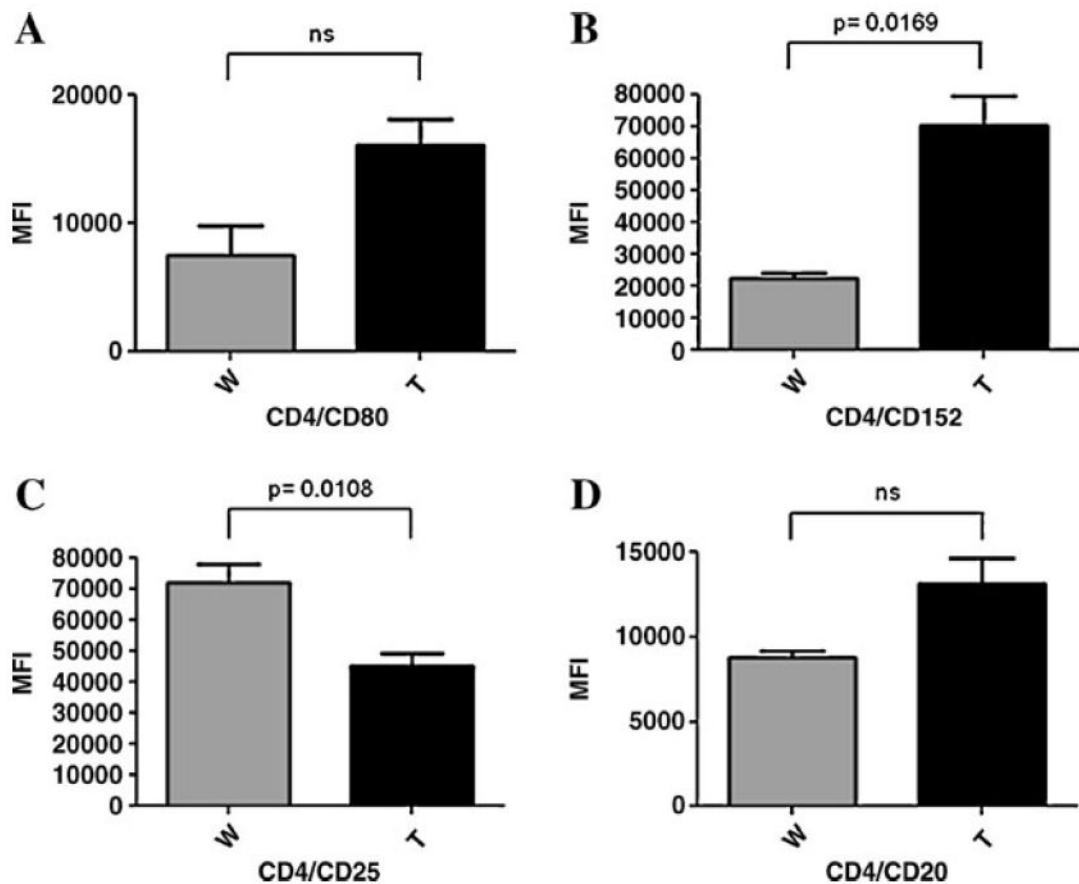 A
ns
20000
10000
0
MFI
W
T
CD4/CD80
B
p= 0.0169
80000
70000
60000
50000
40000
30000
20000
10000
0
MFI
W
T
CD4/CD152
C
p= 0.0108
80000
70000
60000
50000
40000
30000
20000
10000
0
MFI
W
T
CD4/CD25
D
ns
15000
10000
5000
0
MFI
W
T
CD4/CD20